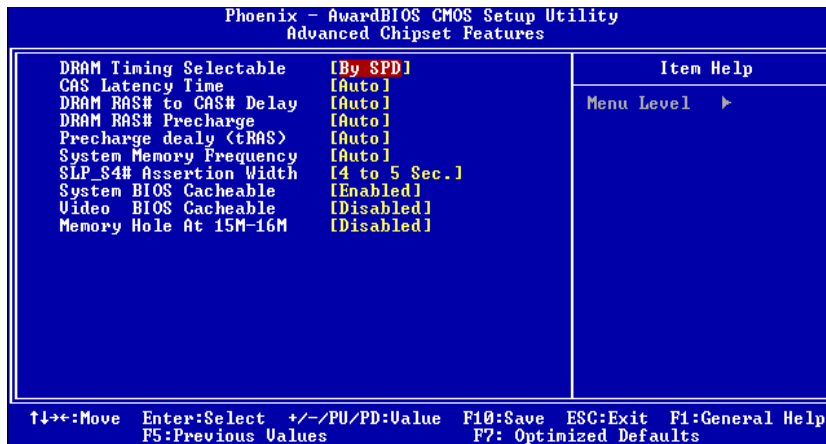 Phoenix - AwardBIOS CMOS Setup Utility
Advanced Chipset Features
DRAM Timing Selectable [By SPD]
CAS Latency Time [Auto]
DRAM RAS# to CAS# Delay [Auto]
DRAM RAS# Precharge [Auto]
Precharge dealy (tRAS) [Auto]
System Memory Frequency [Auto]
SLP_S4# Assertion Width [4 to 5 Sec.]
System BIOS Cacheable [Enabled]
Video BIOS Cacheable [Disabled]
Memory Hole At 15M-16M [Disabled]
Item Help
Menu Level ▶
↑↓→←:Move Enter:Select +/-/PU/PD:Value F10:Save ESC:Exit F1:General Help
F5:Previous Values F7: Optimized Defaults